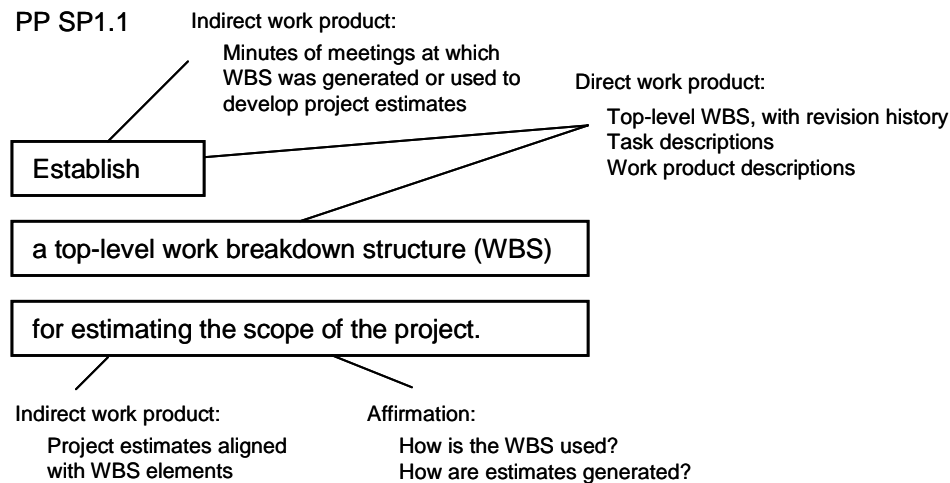 PP SP1.1
Indirect work product:
Minutes of meetings at which
WBS was generated or used to
develop project estimates
Direct work product:
Top-level WBS, with revision history
Task descriptions
Work product descriptions
Establish
a top-level work breakdown structure (WBS)
for estimating the scope of the project.
Indirect work product:
Project estimates aligned
with WBS elements
Affirmation:
How is the WBS used?
How are estimates generated?